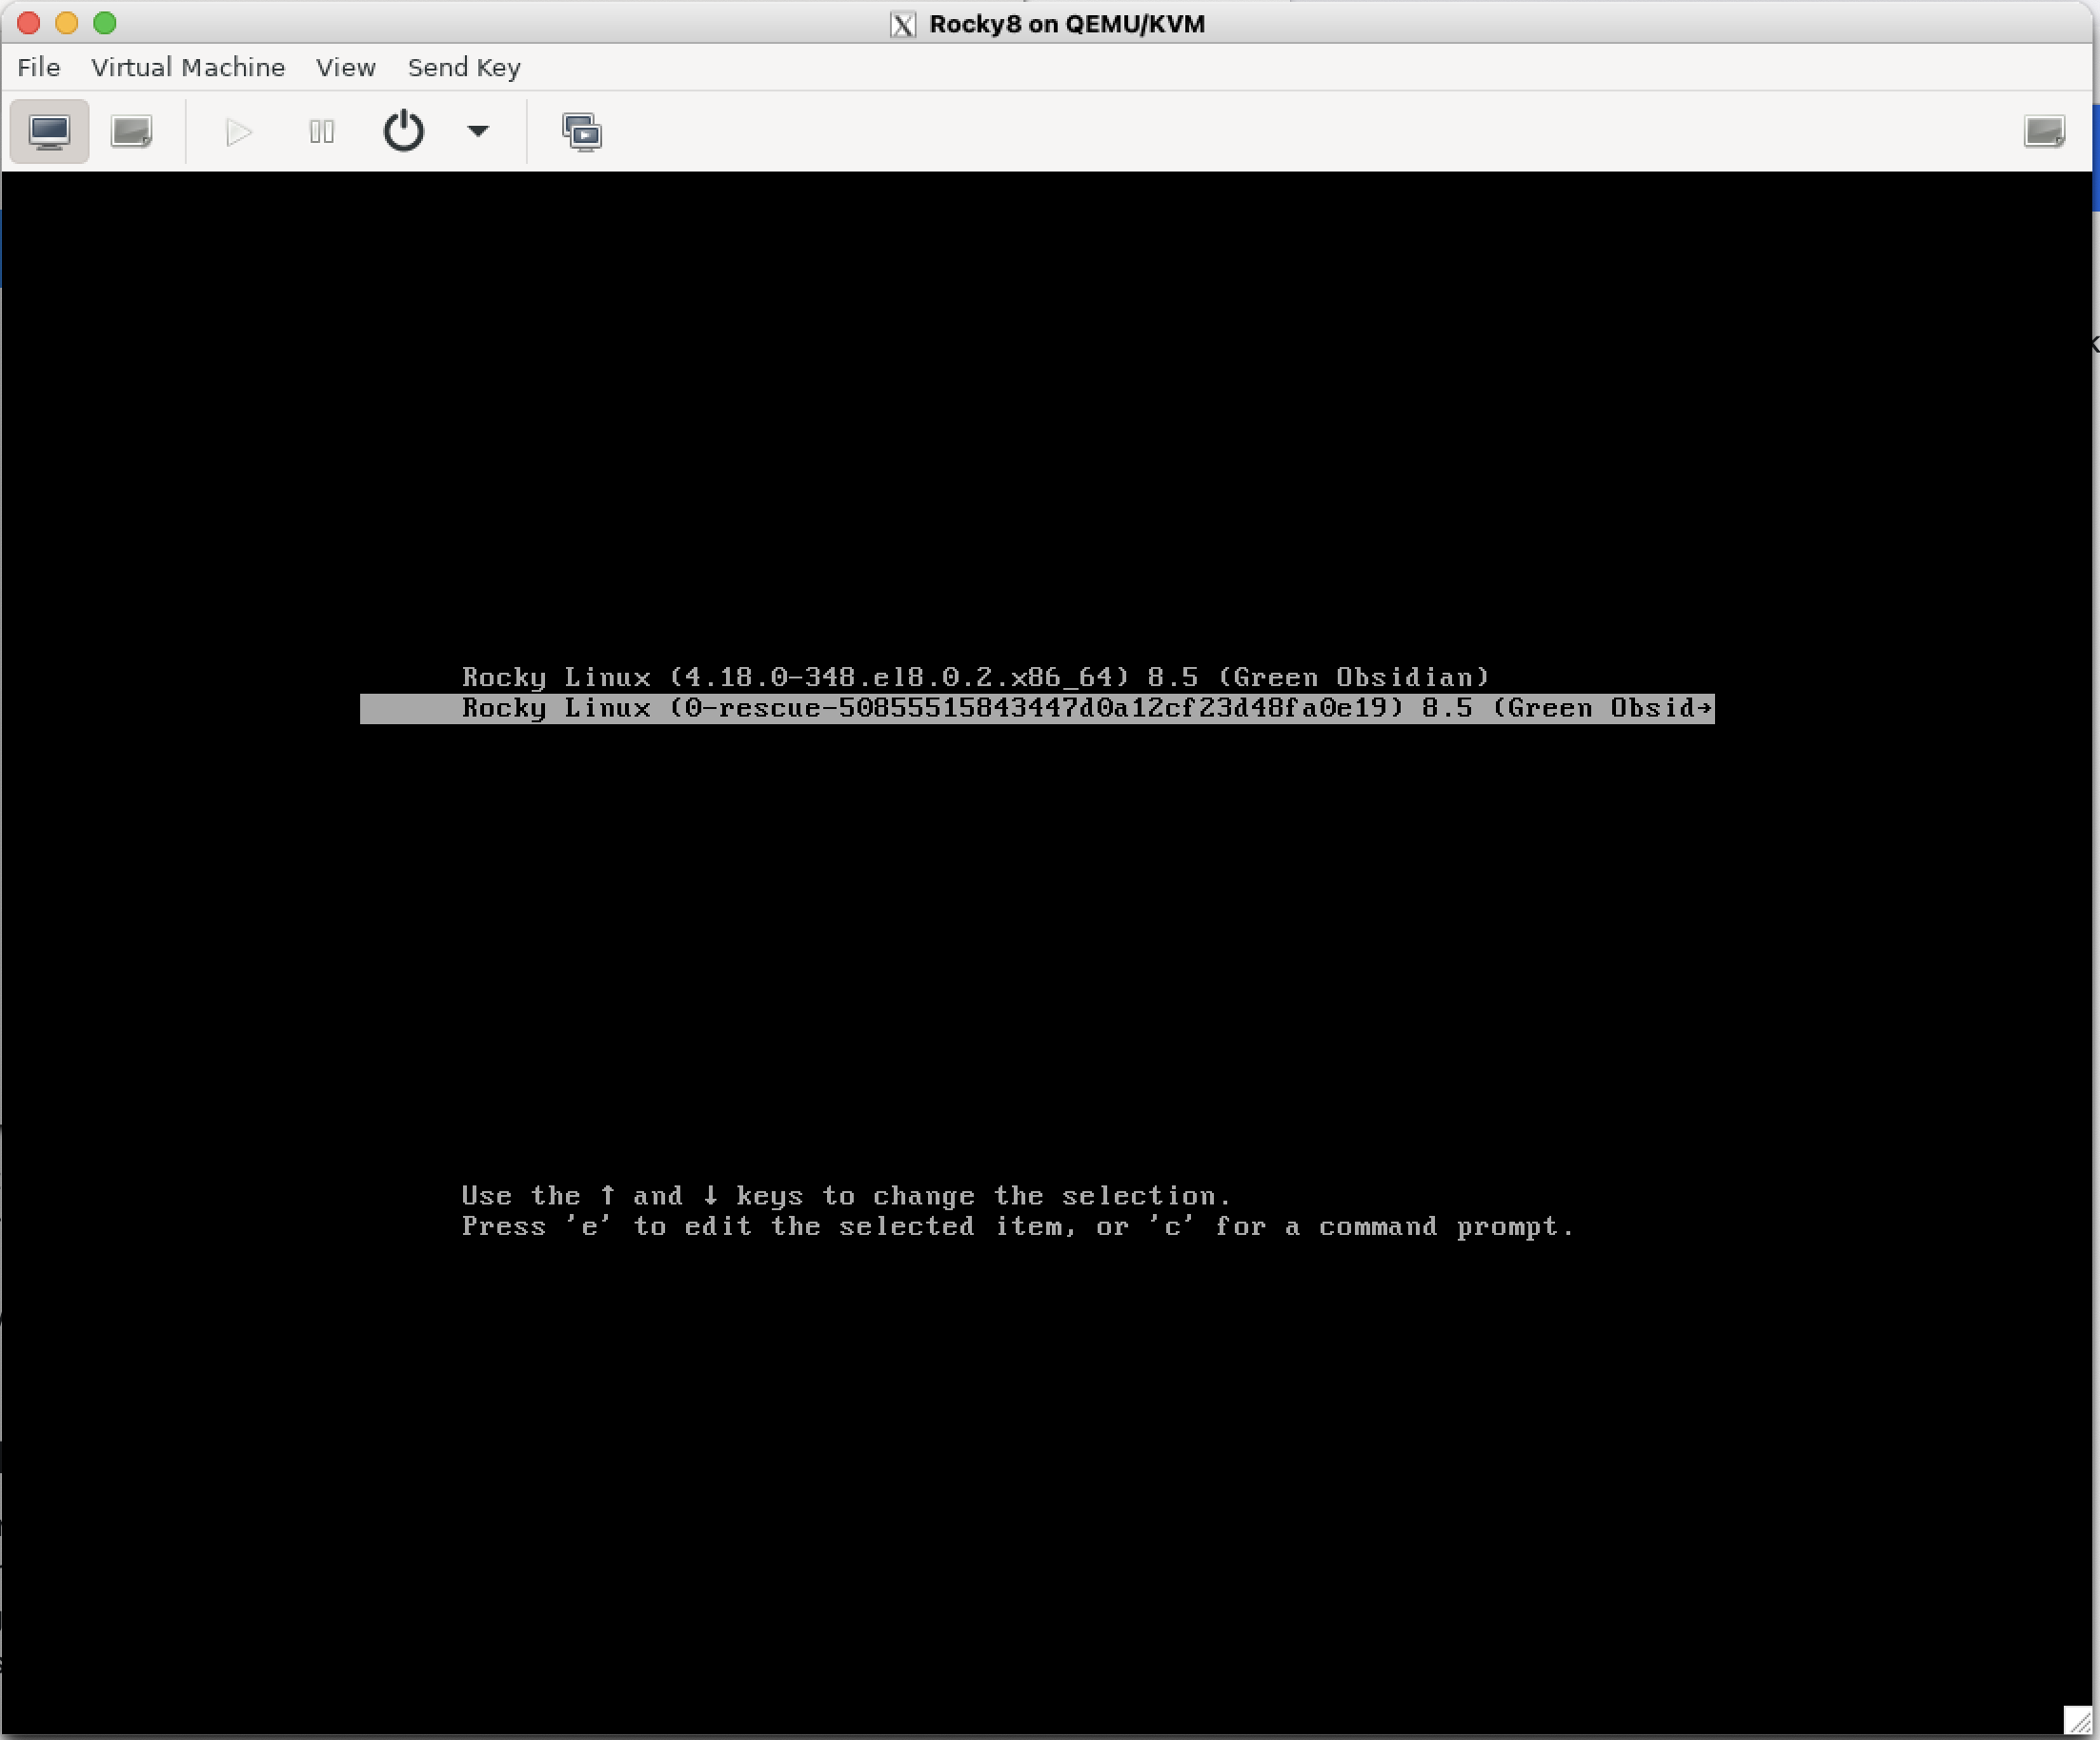 Rocky8 on QEMU/KVM
File Virtual Machine View Send Key
Rocky Linux (4.18.0-348.el8.0.2.x86_64) 8.5 (Green Obsidian)
Rocky Linux (0-rescue-50855515843447d0a12cf23d48fa0e19) 8.5 (Green Obsid→
Use the ↑ and ↓ keys to change the selection.
Press 'e' to edit the selected item, or 'c' for a command prompt.